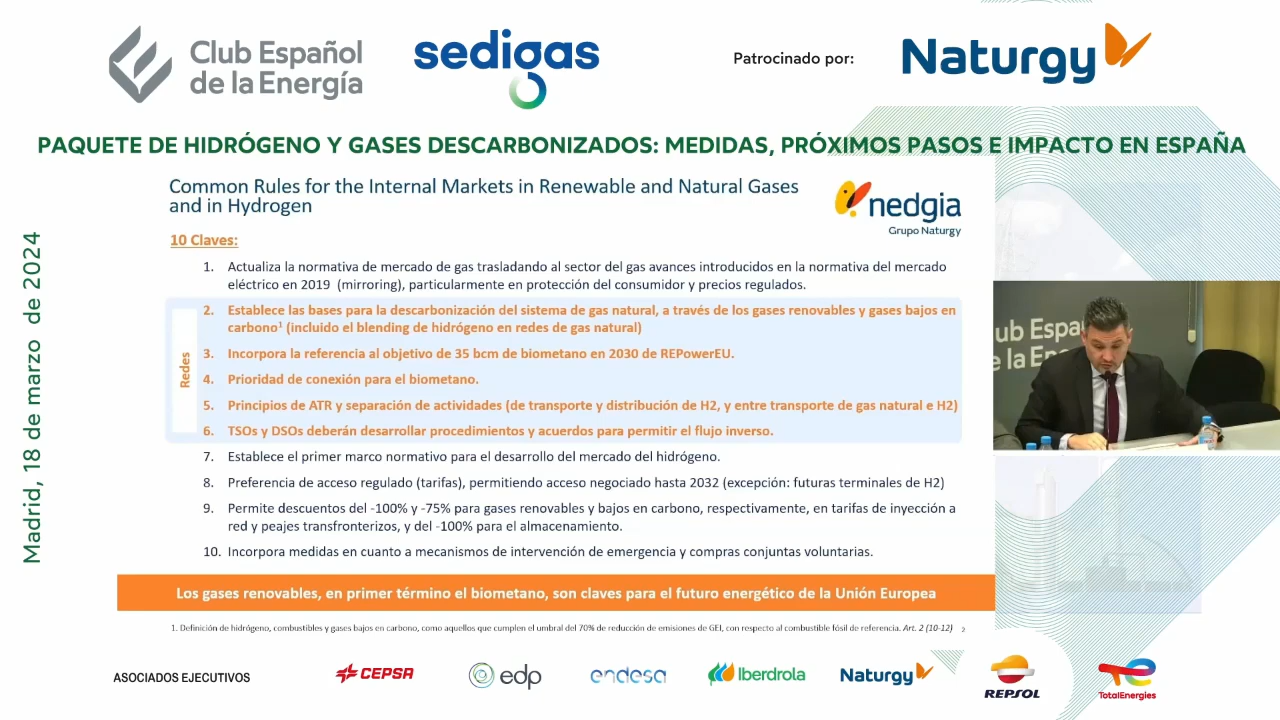 Club Español
de la Energía
sedigas
Patrocinado por:
Naturgy
PAQUETE DE HIDRÓGENO Y GASES DESCARBONIZADOS: MEDIDAS, PRÓXIMOS PASOS E IMPACTO EN ESPAÑA
Madrid, 18 de marzo de 2024
Common Rules for the Internal Markets in Renewable and Natural Gases
and in Hydrogen
nedgia
Grupo Naturgy
10 Claves:
1. Actualiza la normativa de mercado de gas trasladando al sector del gas avances introducidos en la normativa del mercado
eléctrico en 2019 (mirroring), particularmente en protección del consumidor y precios regulados.
Redes
2. Establece las bases para la descarbonización del sistema de gas natural, a través de los gases renovables y gases bajos en
carbono¹ (incluido el blending de hidrógeno en redes de gas natural)
3. Incorpora la referencia al objetivo de 35 bcm de biometano en 2030 de REPowerEU.
4. Prioridad de conexión para el biometano.
5. Principios de ATR y separación de actividades (de transporte y distribución de H2, y entre transporte de gas natural e H2)
6. TSOs y DSOs deberán desarrollar procedimientos y acuerdos para permitir el flujo inverso.
7. Establece el primer marco normativo para el desarrollo del mercado del hidrógeno.
8. Preferencia de acceso regulado (tarifas), permitiendo acceso negociado hasta 2032 (excepción: futuras terminales de H2)
9. Permite descuentos del -100% y -75% para gases renovables y bajos en carbono, respectivamente, en tarifas de inyección a
red y peajes transfronterizos, y del -100% para el almacenamiento.
10. Incorpora medidas en cuanto a mecanismos de intervención de emergencia y compras conjuntas voluntarias.
Los gases renovables, en primer término el biometano, son claves para el futuro energético de la Unión Europea
1. Definición de hidrógeno, combustibles y gases bajos en carbono, como aquellos que cumplen el umbral del 70% de reducción de emisiones de GEI, con respecto al combustible fósil de referencia. Art. 2 (10-12) 2
ub Espa
e la Ene
ASOCIADOS EJECUTIVOS
CEPSA
edp
endesa
Iberdrola
Naturgy
REPSOL
TotalEnergies